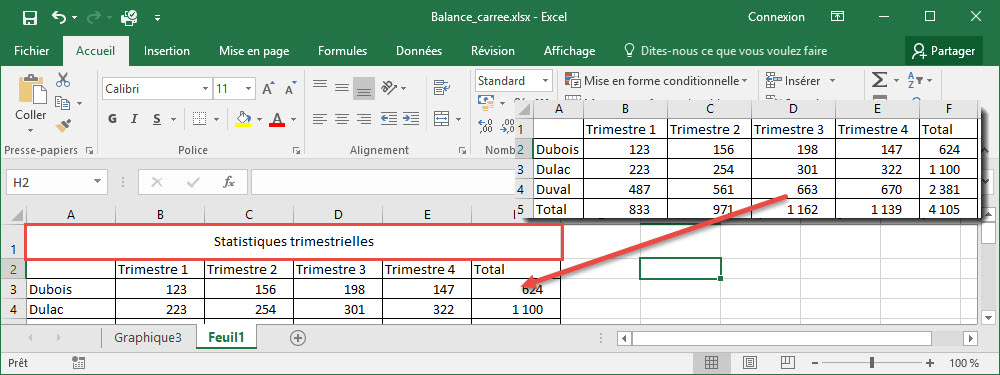 Balance_carree.xlsx - Excel
Connexion
Fichier Accueil Insertion Mise en page Formules Données Révision Affichage Dites-nous ce que vous voulez faire Partager
Coller
Calibri 11
G I S
Standard
Mise en forme conditionnelle
Insérer
Presse-papiers Police Alignement
A B C D E F
1 Trimestre 1 Trimestre 2 Trimestre 3 Trimestre 4 Total
2 Dubois 123 156 198 147 624
3 Dulac 223 254 301 322 1 100
4 Duval 487 561 663 670 2 381
5 Total 833 971 1 162 1 139 4 105
H2 fx
A B C D E
1 Statistiques trimestrielles
2 Trimestre 1 Trimestre 2 Trimestre 3 Trimestre 4 Total
3 Dubois 123 156 198 147 624
4 Dulac 223 254 301 322 1 100
Graphique3 Feuil1
Prêt 100 %